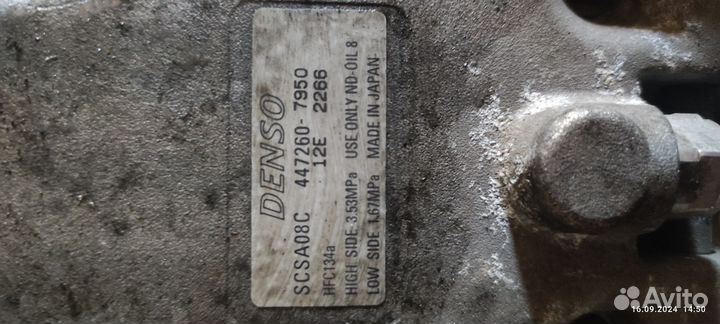 DENSO
SCSA08C 447260-7950
12E 2266
HFC134a
HIGH SIDE 3.53MPa USE ONLY ND-OIL 8
LOW SIDE 1.67MPa MADE IN JAPAN
Avito
16.09.2024 14:50